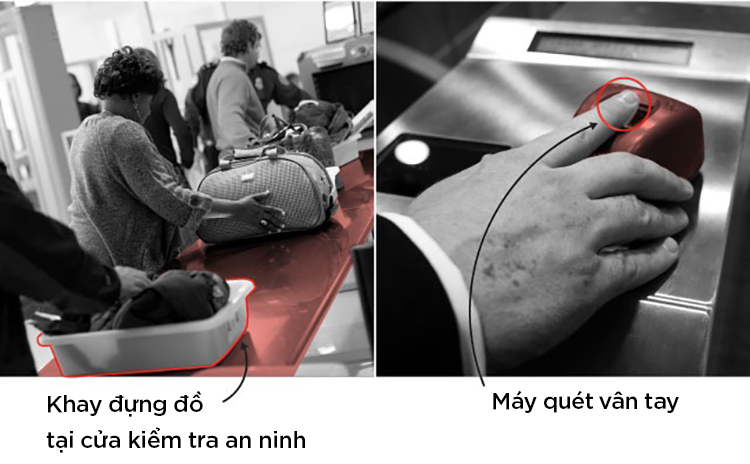 Khay đựng đồ
tại cửa kiểm tra an ninh
Máy quét vân tay